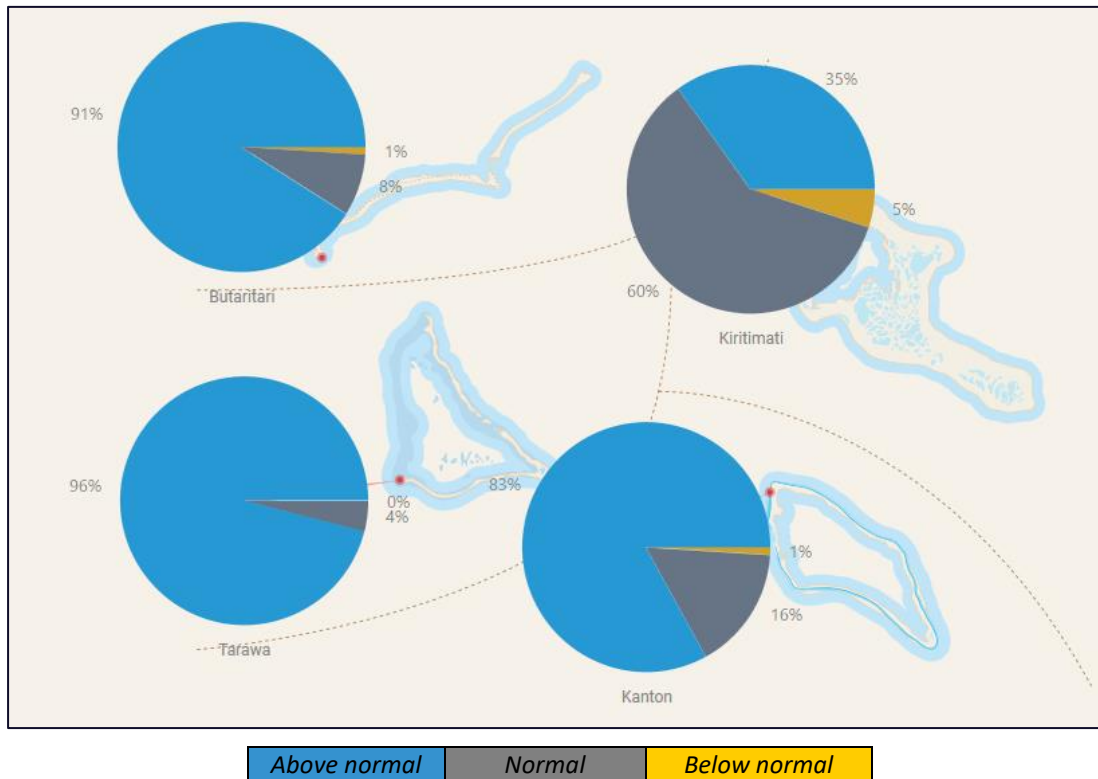 91%
1%
8%
Butaritari
35%
5%
60%
Kiritimati
96%
0%
4%
Tarawa
83%
1%
16%
Kanton
Above normal Normal Below normal